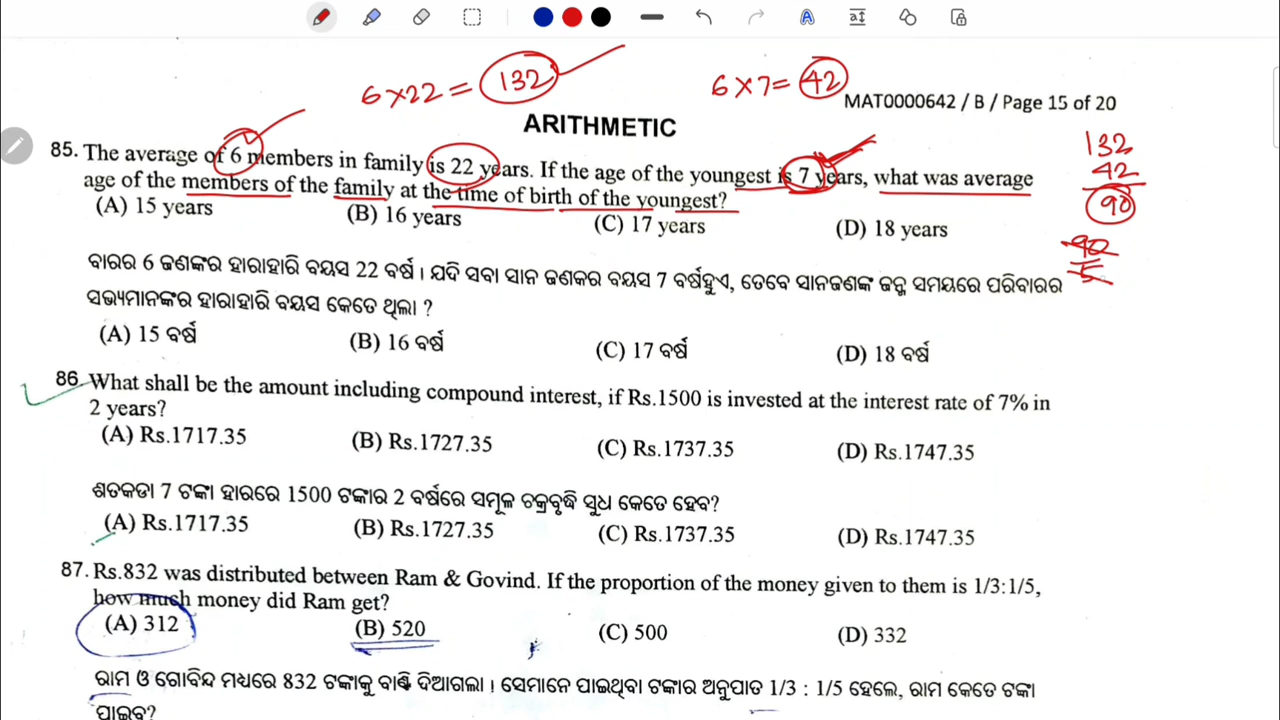 6×22 = 132
6×7= 42
MAT0000642 / B / Page 15 of 20
ARITHMETIC
132
42
90
90
5
85. The average of 6 members in family is 22 years. If the age of the youngest is 7 years, what was average
age of the members of the family at the time of birth of the youngest?
(A) 15 years (B) 16 years (C) 17 years (D) 18 years
ବାରର 6 ଜଣଙ୍କର ହାରାହାରି ବୟସ 22 ବର୍ଷ। ଯଦି ସବା ସାନ ଜଣକର ବୟସ 7 ବର୍ଷହୁଏ, ତେବେ ସାନଜଣଙ୍କ ଜନ୍ମ ସମୟରେ ପରିବାରର
ସଭ୍ୟମାନଙ୍କର ହାରାହାରି ବୟସ କେତେ ଥିଲା ?
(A) 15 ବର୍ଷ (B) 16 ବର୍ଷ (C) 17 ବର୍ଷ (D) 18 ବର୍ଷ
86. What shall be the amount including compound interest, if Rs.1500 is invested at the interest rate of 7% in
2 years?
(A) Rs.1717.35 (B) Rs.1727.35 (C) Rs.1737.35 (D) Rs.1747.35
ଶତକଡା 7 ଟଙ୍କା ହାରରେ 1500 ଟଙ୍କାର 2 ବର୍ଷରେ ସମୂଳ ଚକ୍ରବୃଦ୍ଧି ସୁଧ କେତେ ହେବ?
(A) Rs.1717.35 (B) Rs.1727.35 (C) Rs.1737.35 (D) Rs.1747.35
87. Rs.832 was distributed between Ram & Govind. If the proportion of the money given to them is 1/3:1/5,
how much money did Ram get?
(A) 312 (B) 520 (C) 500 (D) 332
ରାମ ଓ ଗୋବିନ୍ଦ ମଧ୍ୟରେ 832 ଟଙ୍କାକୁ ବାଣ୍ଟି ଦିଆଗଲା। ସେମାନେ ପାଇଥିବା ଟଙ୍କାର ଅନୁପାତ 1/3 : 1/5 ହେଲେ, ରାମ କେତେ ଟଙ୍କା
ପାଇବ?